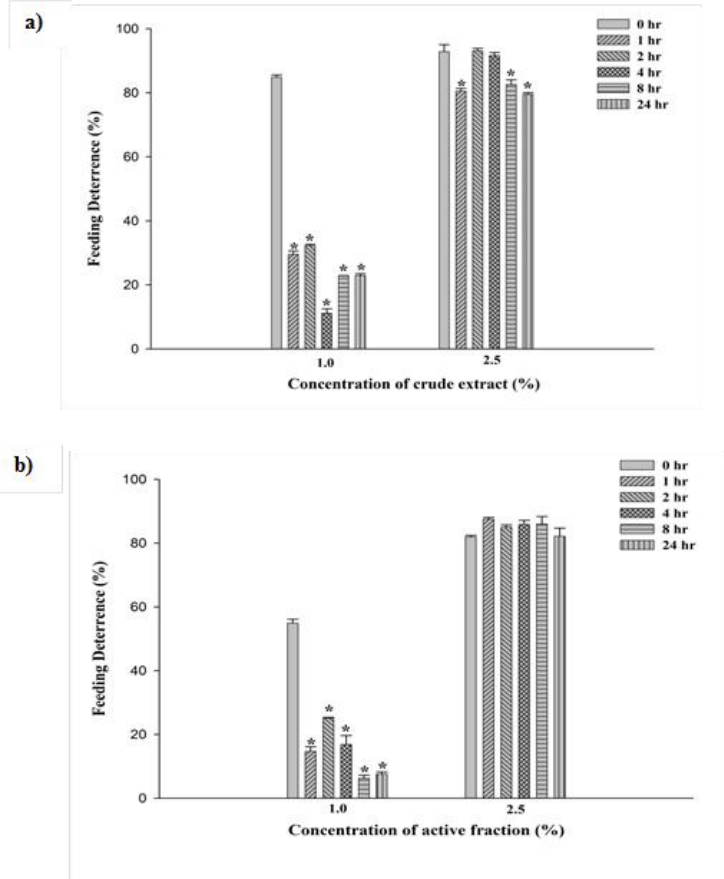 a)
100
80
60
40
20
0
Feeding Deterrence (%)
0 hr
1 hr
2 hr
4 hr
8 hr
24 hr
* * * * *
* * *
1.0 2.5
Concentration of crude extract (%)
b)
100
80
60
40
20
0
Feeding Deterrence (%)
0 hr
1 hr
2 hr
4 hr
8 hr
24 hr
* * * * *
1.0 2.5
Concentration of active fraction (%)